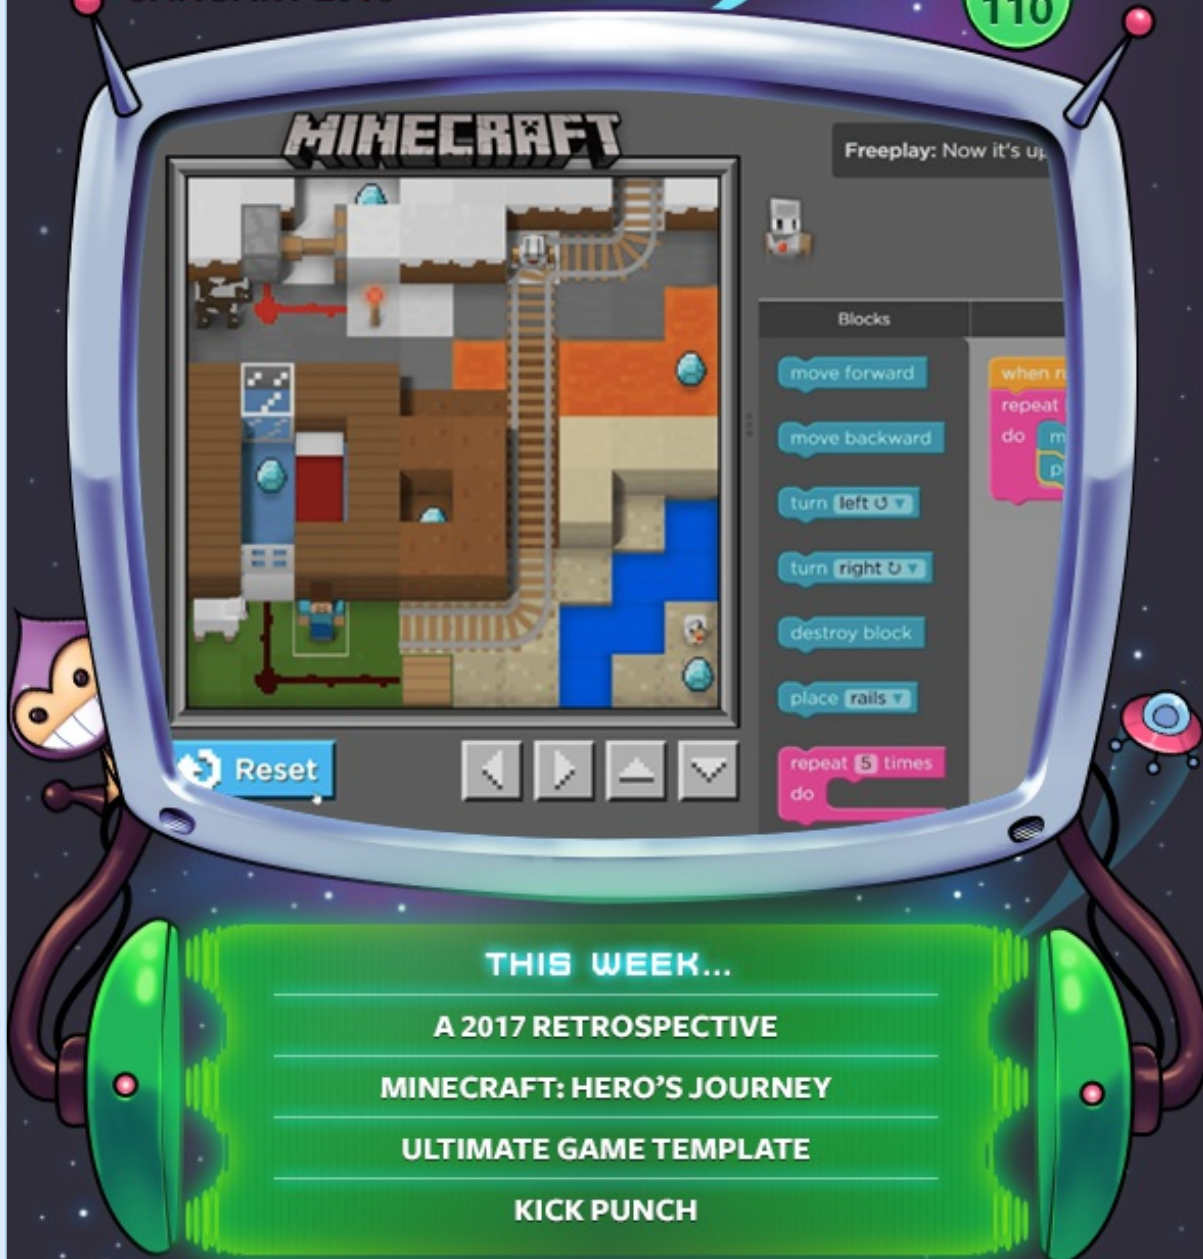 110
MINECRAFT
Freeplay: Now it's up
Blocks
move forward
move backward
turn left
turn right
destroy block
place rails
repeat 5 times
do
when
repeat
do
Reset
THIS WEEK...
A 2017 RETROSPECTIVE
MINECRAFT: HERO'S JOURNEY
ULTIMATE GAME TEMPLATE
KICK PUNCH